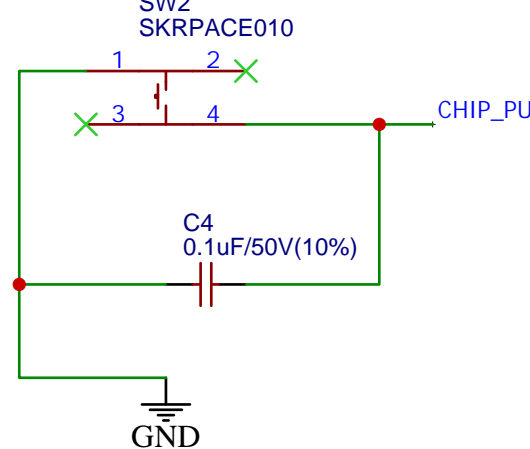 SW2
SKRPACE010
1 2
3 4
CHIP_PU
C4
0.1uF/50V(10%)
GND